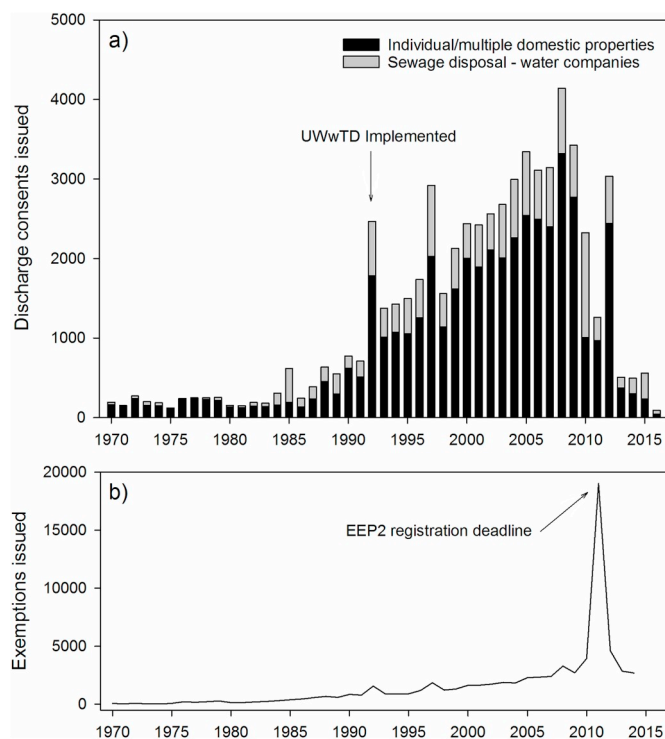 5000
a)
Individual/multiple domestic properties
Sewage disposal - water companies
4000
UWwTD Implemented
3000
2000
1000
0
Discharge consents issued
1970 1975 1980 1985 1990 1995 2000 2005 2010 2015
20000
b)
EEP2 registration deadline
15000
10000
5000
0
Exemptions issued
1970 1975 1980 1985 1990 1995 2000 2005 2010 2015